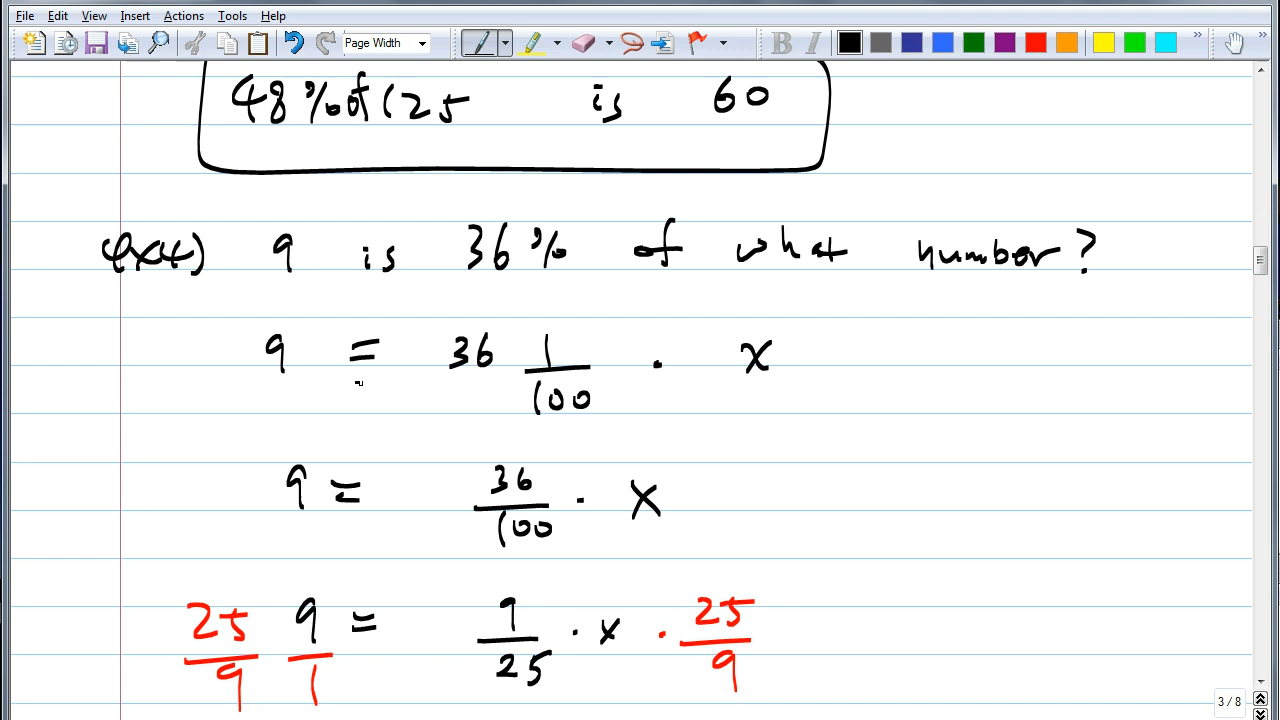 File Edit View Insert Actions Tools Help
Page Width B I
48% of 125 is 60
(Ex4) 9 is 36% of what number?
9 = 36 1/100 · x
9 = 36/100 · x
25/9 9/1 = 9/25 · x · 25/9
3 / 8